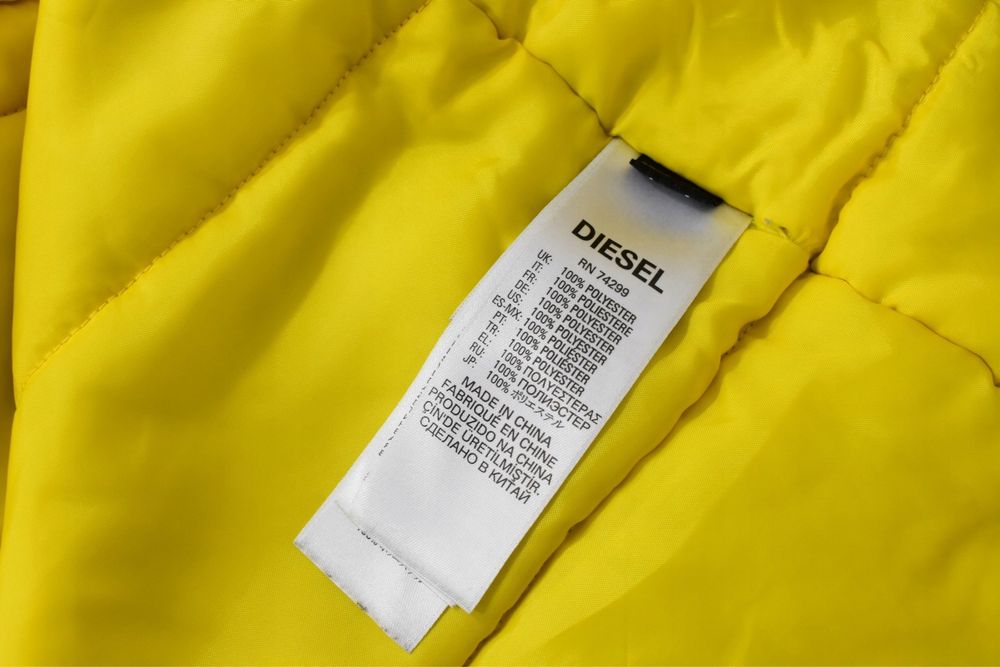 DIESEL
RN 74299
UK: 100% POLYESTER
IT: 100% POLIESTERE
FR: 100% POLYESTER
DE: 100% POLYESTER
US: 100% POLYESTER
ES-MX: 100% POLIÉSTER
PT: 100% POLIÉSTER
TR: 100% POLYESTER
EL: 100% ΠΟΛΥΕΣΤΕΡΑΣ
RU: 100% ПОЛИЭСТЕР
JP: 100% ポリエステル
MADE IN CHINA
FABRIQUÉ EN CHINE
PRODUZIDO NA CHINA
ÇİN'DE ÜRETİLMİŞTİR.
СДЕЛАНО В КИТАЙ